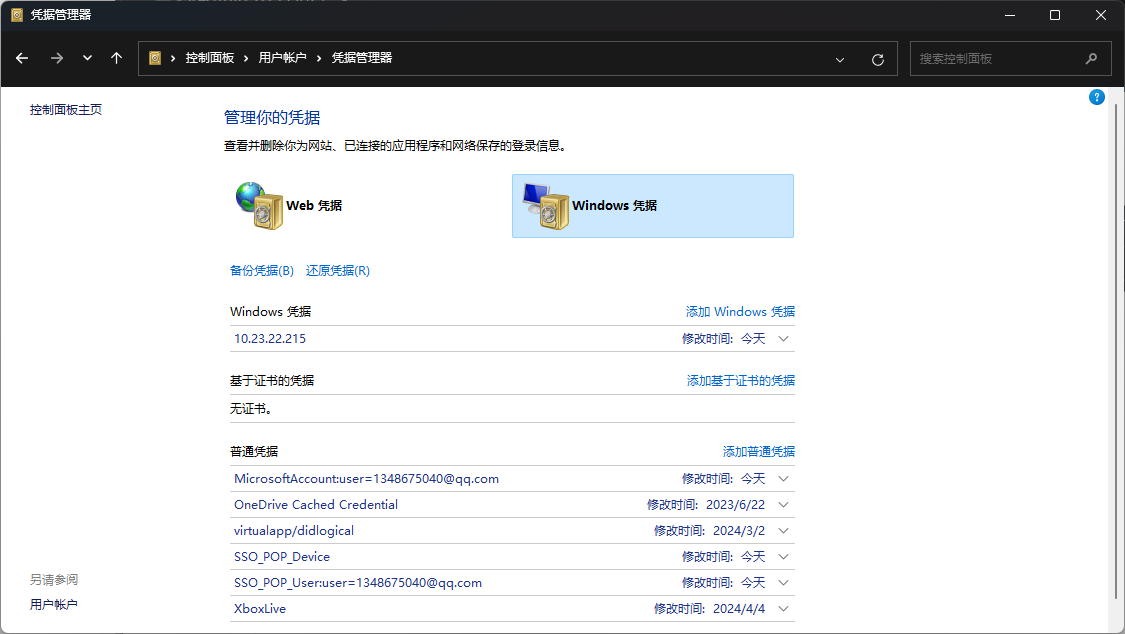 凭据管理器
控制面板 › 用户帐户 › 凭据管理器
搜索控制面板
控制面板主页
?
管理你的凭据
查看并删除你为网站、已连接的应用程序和网络保存的登录信息。
Web 凭据
Windows 凭据
备份凭据(B) 还原凭据(R)
Windows 凭据 添加 Windows 凭据
10.23.22.215 修改时间: 今天
基于证书的凭据 添加基于证书的凭据
无证书。
普通凭据 添加普通凭据
MicrosoftAccount:user=1348675040@qq.com 修改时间: 今天
OneDrive Cached Credential 修改时间: 2023/6/22
virtualapp/didlogical 修改时间: 2024/3/2
SSO_POP_Device 修改时间: 今天
SSO_POP_User:user=1348675040@qq.com 修改时间: 今天
XboxLive 修改时间: 2024/4/4
另请参阅
用户帐户